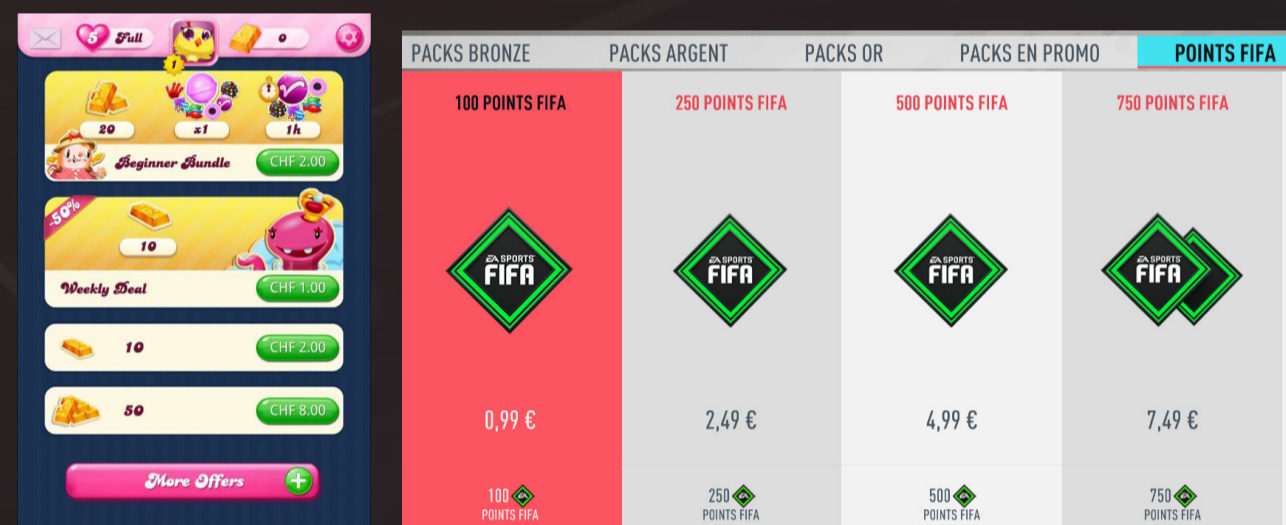 5 Full
1
0
20
x1
1h
Beginner Bundle
CHF 2.00
-50%
10
Weekly Deal
CHF 1.00
10
CHF 2.00
50
CHF 8.00
More Offers
PACKS BRONZE
PACKS ARGENT
PACKS OR
PACKS EN PROMO
POINTS FIFA
100 POINTS FIFA
EA SPORTS
FIFA
0,99 €
100
POINTS FIFA
250 POINTS FIFA
EA SPORTS
FIFA
2,49 €
250
POINTS FIFA
500 POINTS FIFA
EA SPORTS
FIFA
4,99 €
500
POINTS FIFA
750 POINTS FIFA
EA SPORTS
FIFA
7,49 €
750
POINTS FIFA